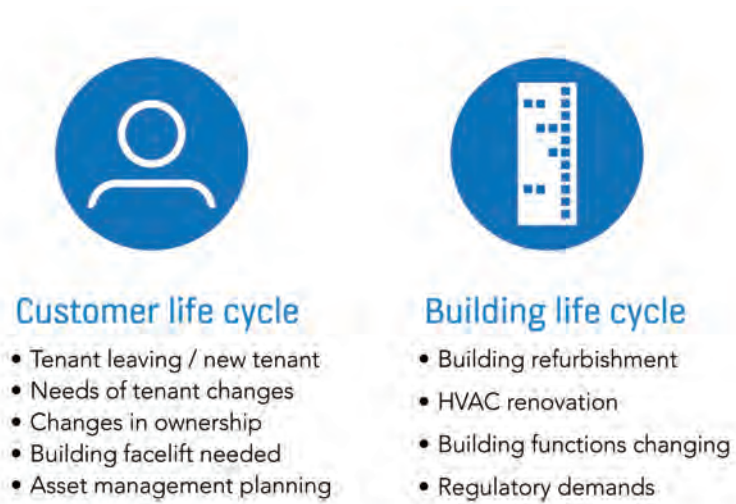 Customer life cycle
• Tenant leaving / new tenant
• Needs of tenant changes
• Changes in ownership
• Building facelift needed
• Asset management planning
Building life cycle
• Building refurbishment
• HVAC renovation
• Building functions changing
• Regulatory demands